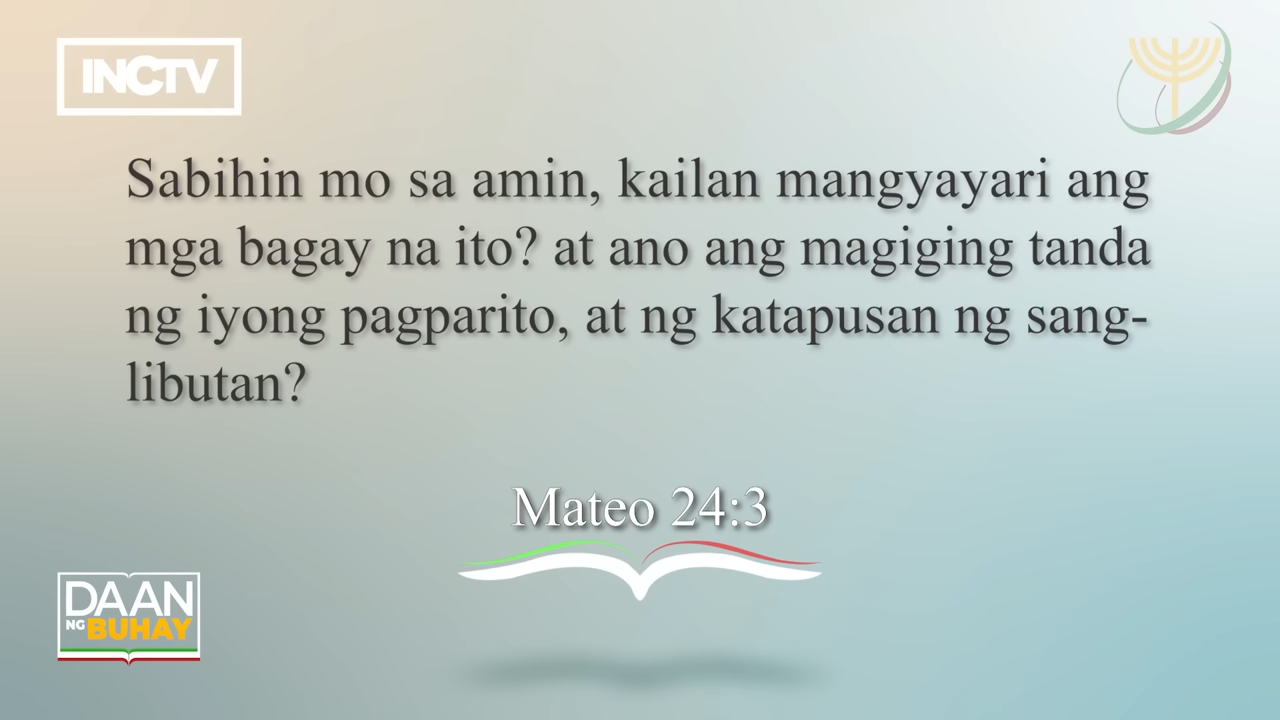 INCTV
Sabihin mo sa amin, kailan mangyayari ang
mga bagay na ito? at ano ang magiging tanda
ng iyong pagparito, at ng katapusan ng sang-
libutan?
Mateo 24:3
DAAN
NG BUHAY